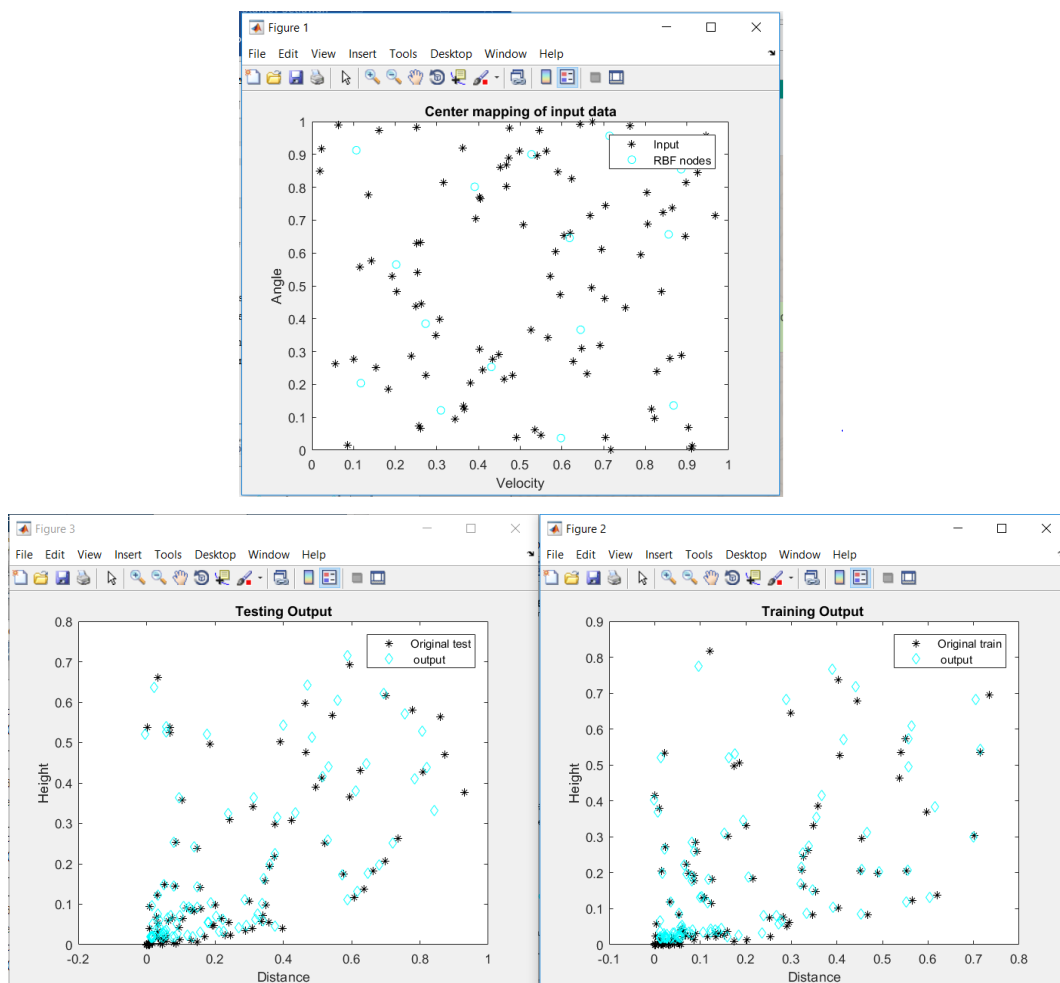 Figure 1
File Edit View Insert Tools Desktop Window Help
Center mapping of input data
Input
RBF nodes
1
0.9
0.8
0.7
0.6
0.5
0.4
0.3
0.2
0.1
0
Angle
0 0.1 0.2 0.3 0.4 0.5 0.6 0.7 0.8 0.9 1
Velocity
Figure 3
File Edit View Insert Tools Desktop Window Help
Testing Output
Original test
output
0.8
0.7
0.6
0.5
0.4
0.3
0.2
0.1
0
Height
-0.2 0 0.2 0.4 0.6 0.8 1
Distance
Figure 2
File Edit View Insert Tools Desktop Window Help
Training Output
Original train
output
0.9
0.8
0.7
0.6
0.5
0.4
0.3
0.2
0.1
0
Height
-0.1 0 0.1 0.2 0.3 0.4 0.5 0.6 0.7 0.8
Distance